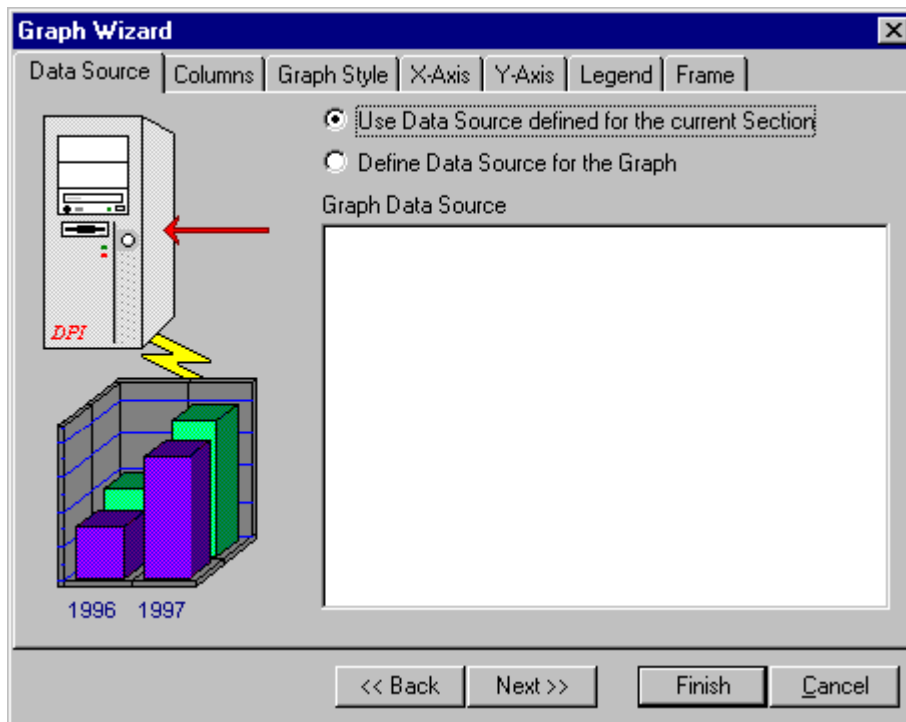 Graph Wizard
Data Source Columns Graph Style X-Axis Y-Axis Legend Frame
Use Data Source defined for the current Section
Define Data Source for the Graph
Graph Data Source
DPI
1996 1997
<< Back Next >> Finish Cancel